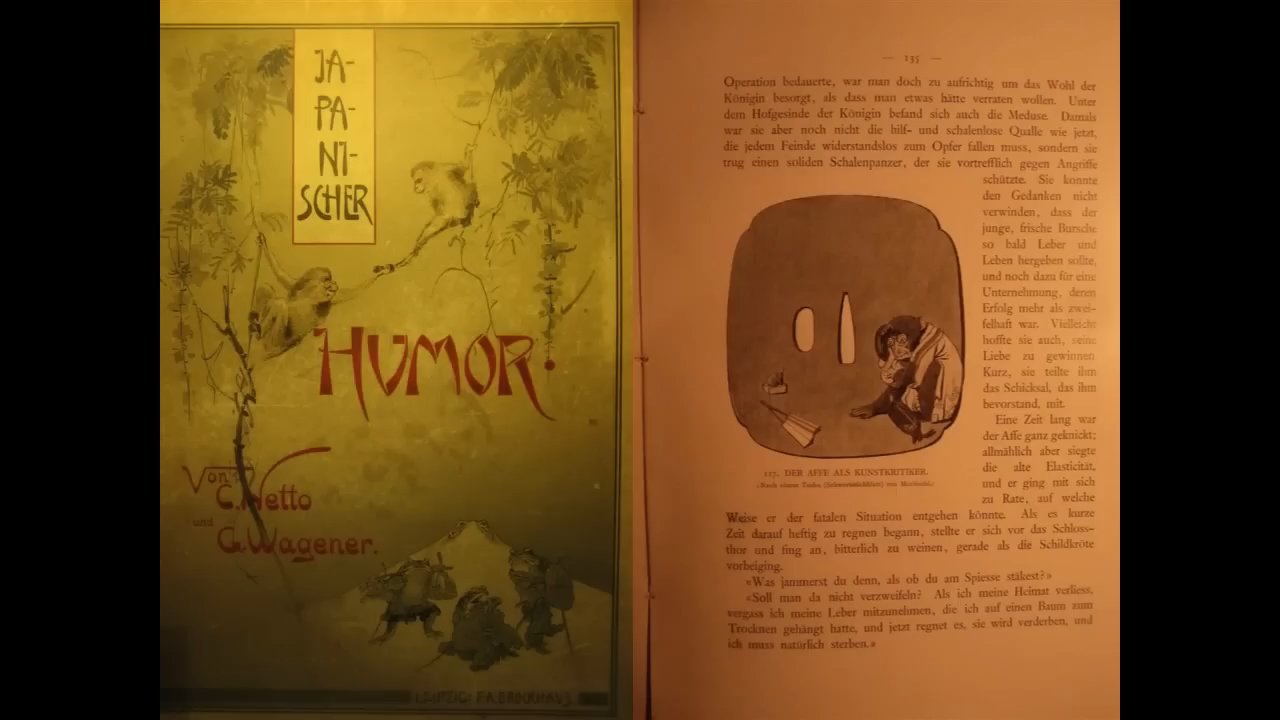 JA-
PA-
NI-
SCHER
HUMOR.
Von
C. Netto
und
G. Wagener.
LEIPZIG: F.A. BROCKHAUS
— 135 —
Operation bedauerte, war man doch zu aufrichtig um das Wohl der
Königin besorgt, als dass man etwas hätte verraten wollen. Unter
dem Hofgesinde der Königin befand sich auch die Meduse. Damals
war sie aber noch nicht die hilf- und schalenlose Qualle wie jetzt,
die jedem Feinde widerstandslos zum Opfer fallen muss, sondern sie
trug einen soliden Schalenpanzer, der sie vortrefflich gegen Angriffe
schützte. Sie konnte
den Gedanken nicht
verwinden, dass der
junge, frische Bursche
so bald Leber und
Leben hergeben sollte,
und noch dazu für eine
Unternehmung, deren
Erfolg mehr als zwei-
felhaft war. Vielleicht
hoffte sie auch, seine
Liebe zu gewinnen
Kurz, sie teilte ihm
das Schicksal, das ihm
bevorstand, mit.
Eine Zeit lang war
der Affe ganz geknickt;
allmählich aber siegte
die alte Elasticität,
und er ging mit sich
zu Rate, auf welche
117. DER AFFE ALS KUNSTKRITIKER.
(Nach einem Tsuba (Schwertstichblatt) von
Weise er der fatalen Situation entgehen könnte. Als es kurze
Zeit darauf heftig zu regnen begann, stellte er sich vor das Schloss-
thor und fing an, bitterlich zu weinen, gerade als die Schildkröte
vorbeiging.
«Was jammerst du denn, als ob du am Spiesse stäkest?»
«Soll man da nicht verzweifeln? Als ich meine Heimat verliess,
vergass ich meine Leber mitzunehmen, die ich auf einen Baum zum
Trocknen gehängt hatte, und jetzt regnet es, sie wird verderben, und
ich muss natürlich sterben.»